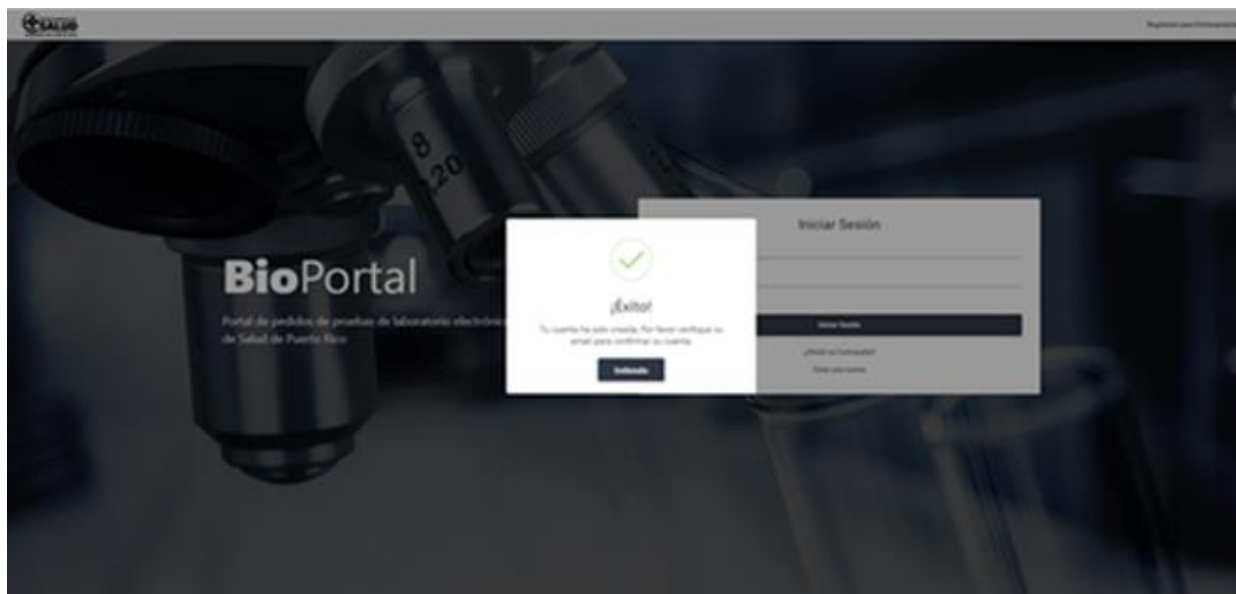 SALUD
Iniciar Sesión
BioPortal
Portal de pedidos de pruebas de laboratorio electrónic
de Salud de Puerto Rico
¡Éxito!
Tu cuenta ha sido creada. Por favor verifique su
email para confirmar su cuenta.
Entiendo
Iniciar Sesión
¿Olvidó su Contraseña?
Crear una cuenta